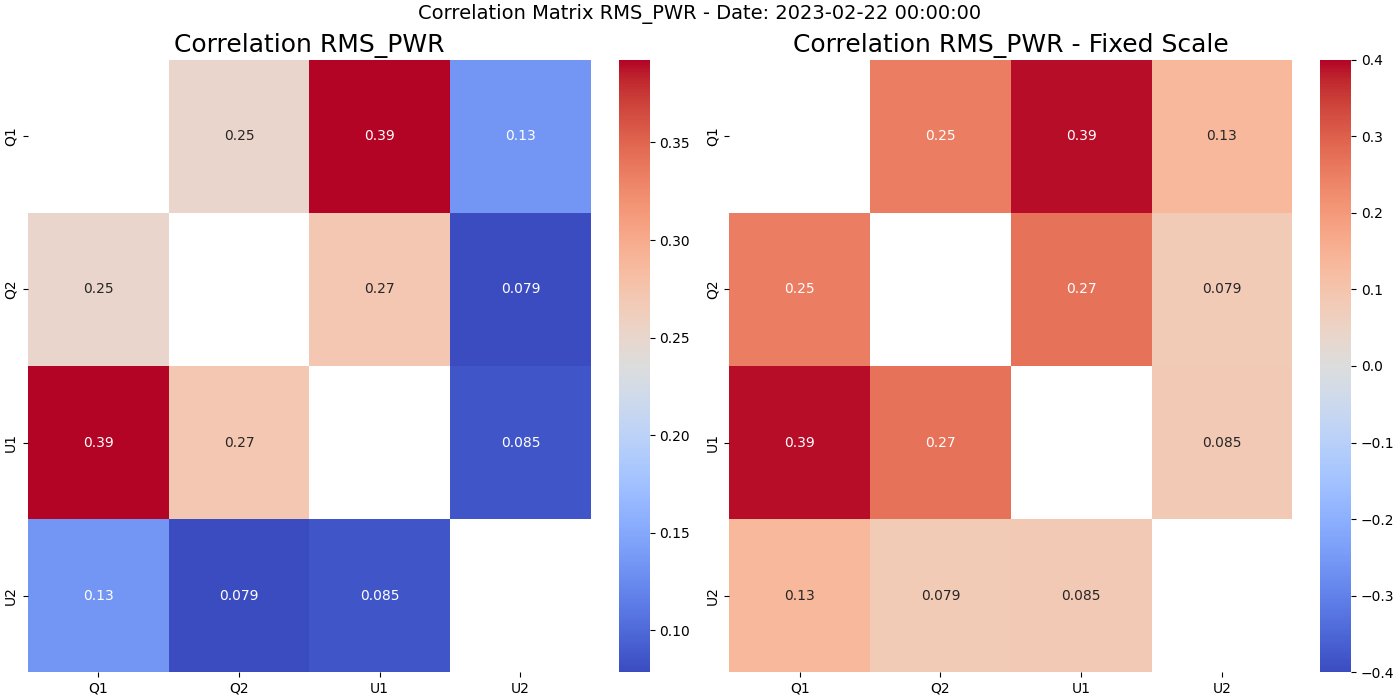 Correlation Matrix RMS_PWR - Date: 2023-02-22 00:00:00
Correlation RMS_PWR
Q1
0.25
0.39
0.13
Q2
0.25
0.27
0.079
U1
0.39
0.27
0.085
U2
0.13
0.079
0.085
Q1
Q2
U1
U2
0.35
0.30
0.25
0.20
0.15
0.10
Correlation RMS_PWR - Fixed Scale
Q1
0.25
0.39
0.13
Q2
0.25
0.27
0.079
U1
0.39
0.27
0.085
U2
0.13
0.079
0.085
Q1
Q2
U1
U2
0.4
0.3
0.2
0.1
0.0
−0.1
−0.2
−0.3
−0.4